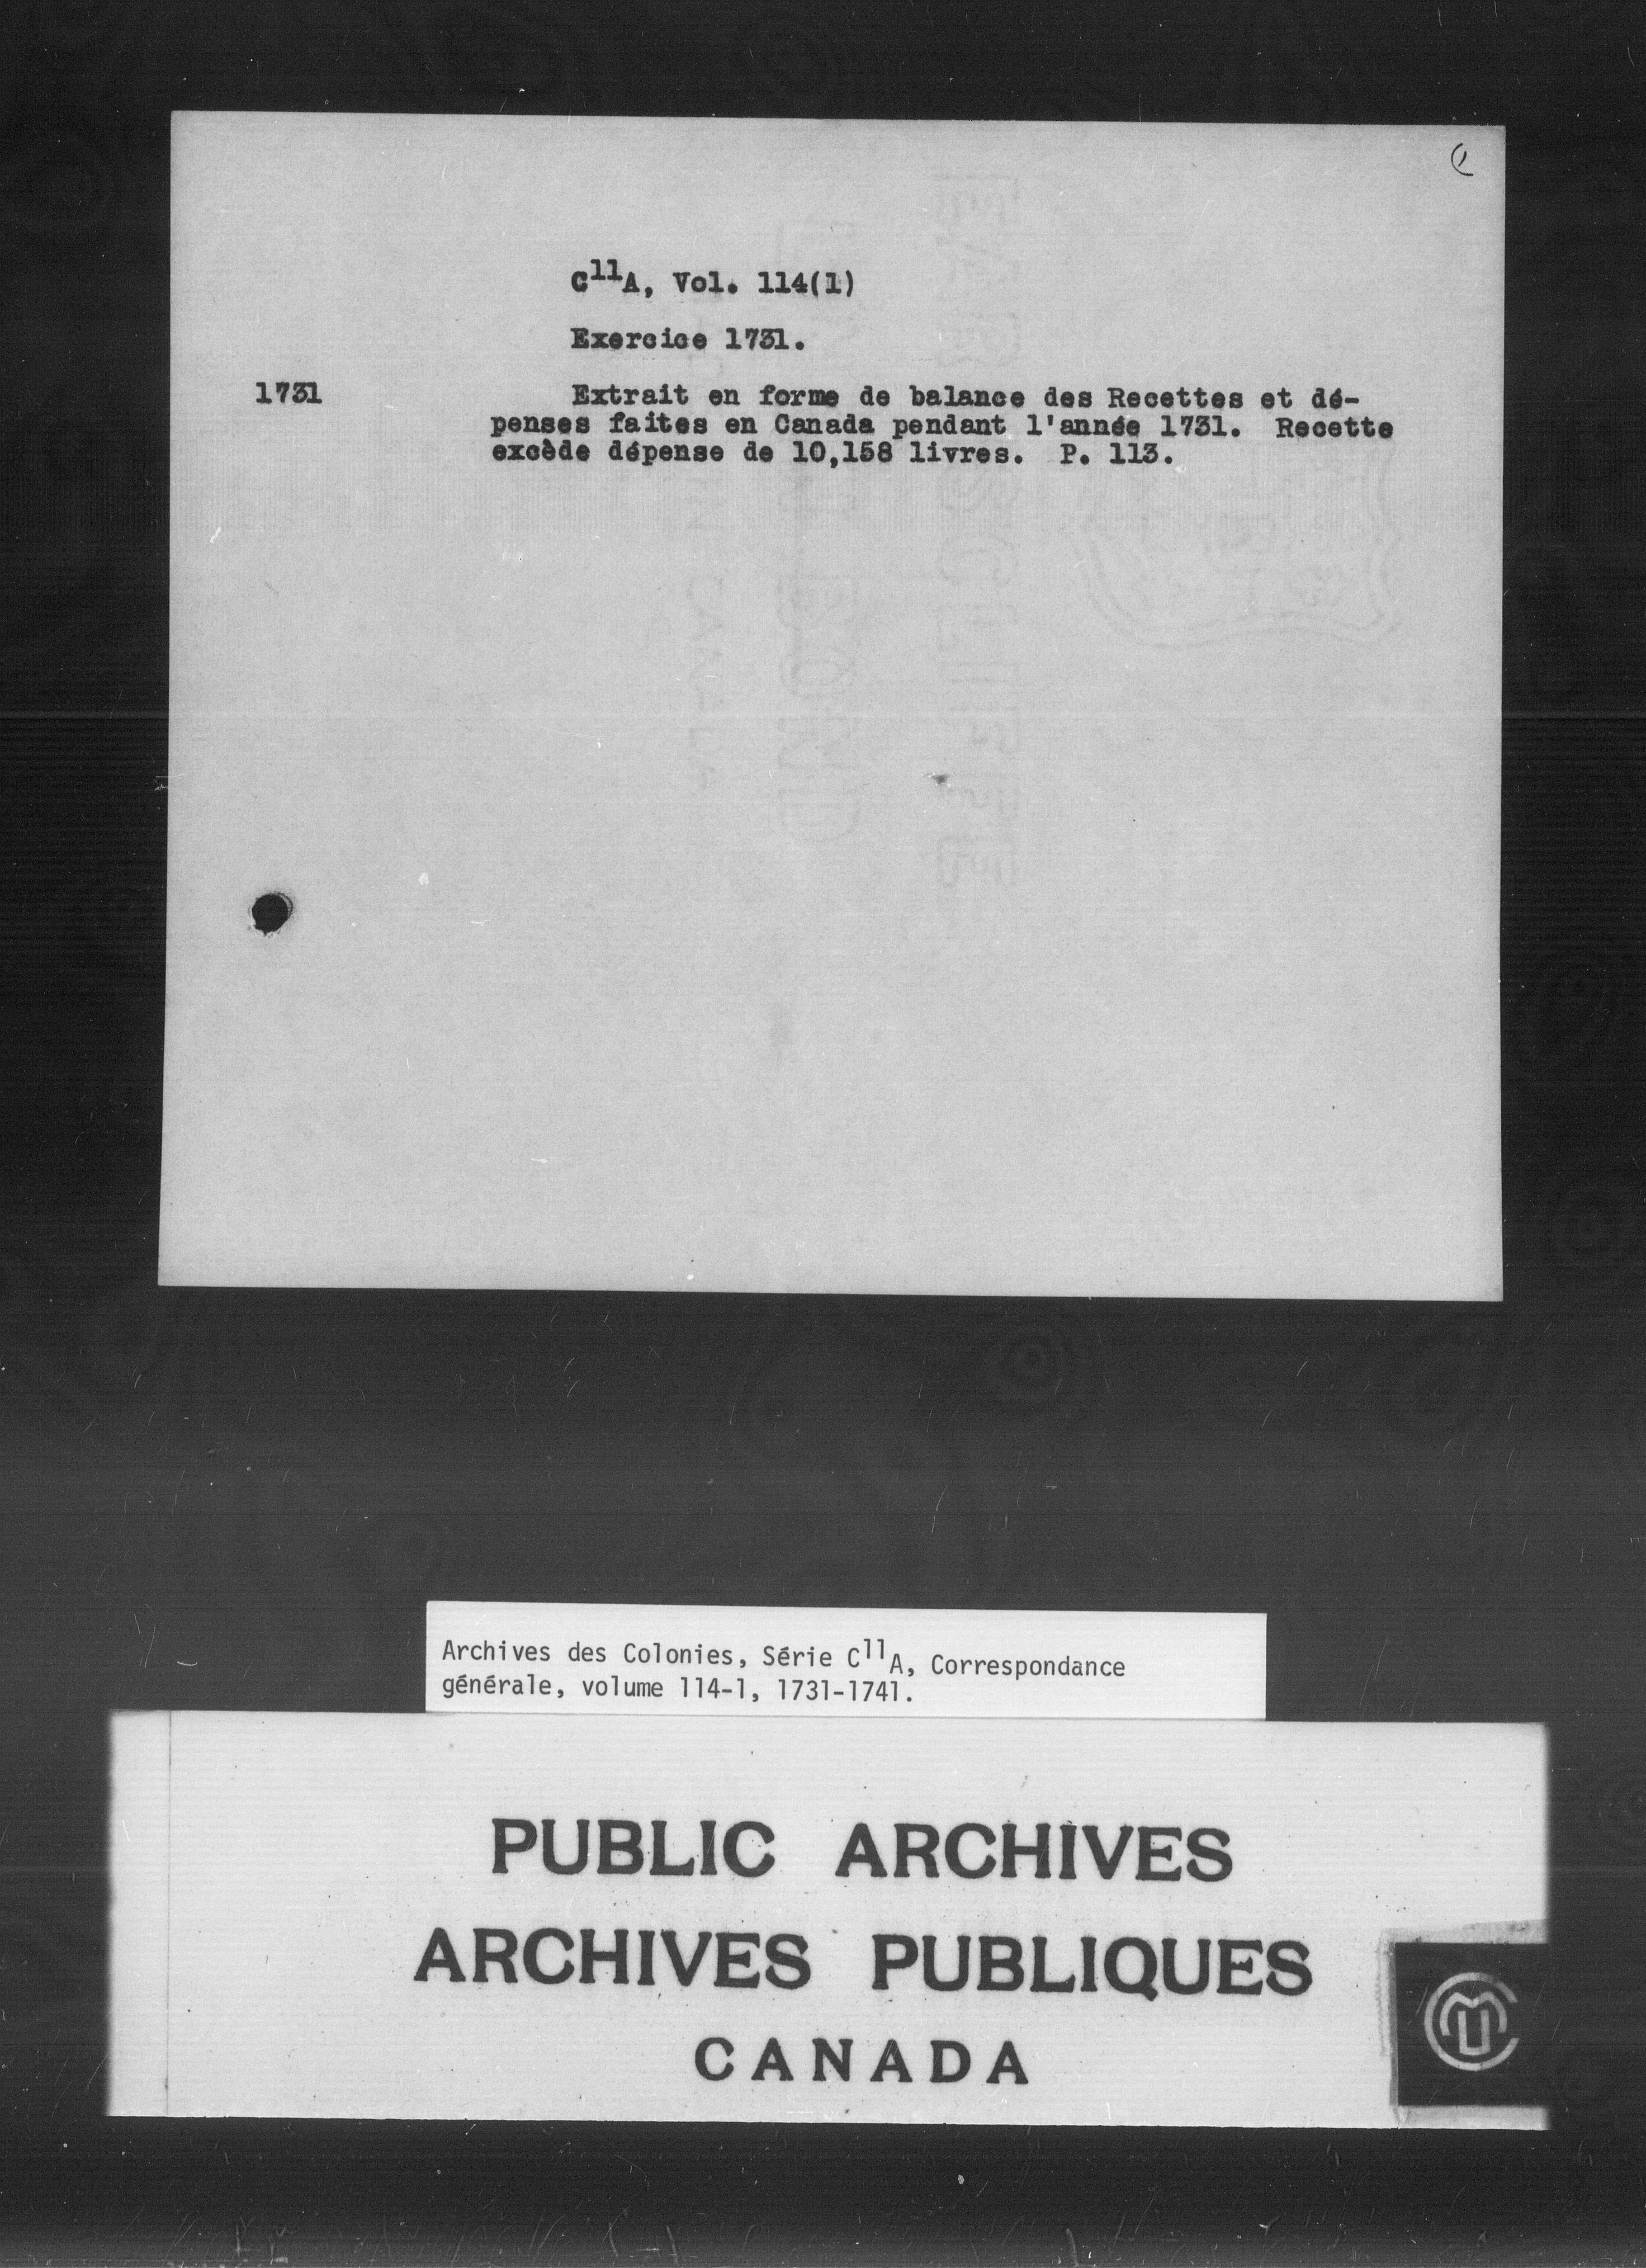 C11A, Vol. 114(1)
Exercice 1731.
1731 Extrait en forme de balance des Recettes et dé-
penses faites en Canada pendant l'année 1731. Recette
excède dépense de 10,158 livres. P. 113.
Archives des Colonies, Série C11A, Correspondance
générale, volume 114-1, 1731-1741.
PUBLIC ARCHIVES
ARCHIVES PUBLIQUES
CANADA